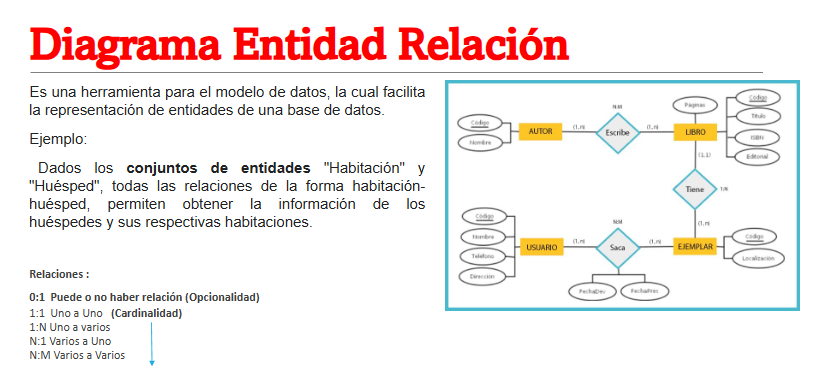 Diagrama Entidad Relación
Es una herramienta para el modelo de datos, la cual facilita
la representación de entidades de una base de datos.
Ejemplo:
Dados los conjuntos de entidades "Habitación" y
"Huésped", todas las relaciones de la forma habitación-
huésped, permiten obtener la información de los
huéspedes y sus respectivas habitaciones.
Relaciones :
0:1 Puede o no haber relación (Opcionalidad)
1:1 Uno a Uno (Cardinalidad)
1:N Uno a varios
N:1 Varios a Uno
N:M Varios a Varios
Código
Nombre
AUTOR
(1,n)
N:M
Escribe
(1,n)
Páginas
LIBRO
Código
Título
ISBN
Editorial
(1,1)
Tiene
1:N
(1,n)
Código
Nombre
Teléfono
Dirección
USUARIO
(1,n)
N:M
Saca
(1,n)
EJEMPLAR
Código
Localización
FechaDev
FechaPres